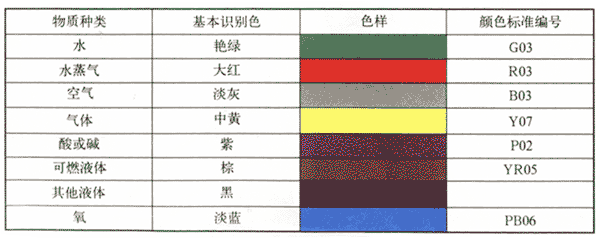 物质种类 基本识别色 色样 颜色标准编号
水 艳绿 G03
水蒸气 大红 R03
空气 淡灰 B03
气体 中黄 Y07
酸或碱 紫 P02
可燃液体 棕 YR05
其他液体 黑
氧 淡蓝 PB06